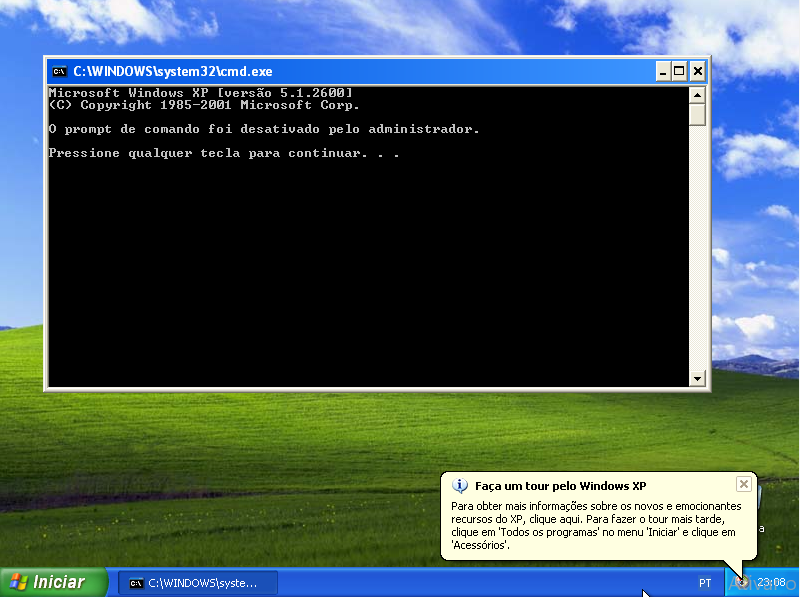 C:\WINDOWS\system32\cmd.exe
Microsoft Windows XP [versão 5.1.2600]
(C) Copyright 1985-2001 Microsoft Corp.
O prompt de comando foi desativado pelo administrador.
Pressione qualquer tecla para continuar. . .
Faça um tour pelo Windows XP
Para obter mais informações sobre os novos e emocionantes
recursos do XP, clique aqui. Para fazer o tour mais tarde,
clique em 'Todos os programas' no menu 'Iniciar' e clique em
'Acessórios'.
Iniciar
C:\WINDOWS\syste...
PT
23:08